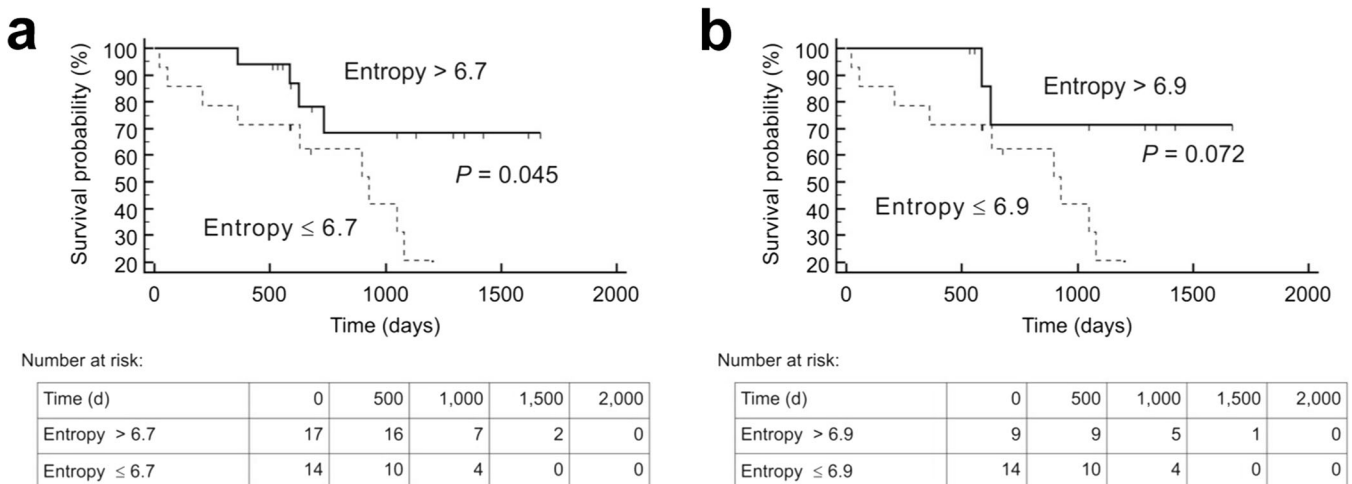 a
Survival probability (%)
100
90
80
70
60
50
40
30
20
Entropy > 6.7
P = 0.045
Entropy ≤ 6.7
0 500 1000 1500 2000
Time (days)
Number at risk:
Time (d) 0 500 1,000 1,500 2,000
Entropy > 6.7 17 16 7 2 0
Entropy ≤ 6.7 14 10 4 0 0
b
Survival probability (%)
100
90
80
70
60
50
40
30
20
Entropy > 6.9
P = 0.072
Entropy ≤ 6.9
0 500 1000 1500 2000
Time (days)
Number at risk:
Time (d) 0 500 1,000 1,500 2,000
Entropy > 6.9 9 9 5 1 0
Entropy ≤ 6.9 14 10 4 0 0